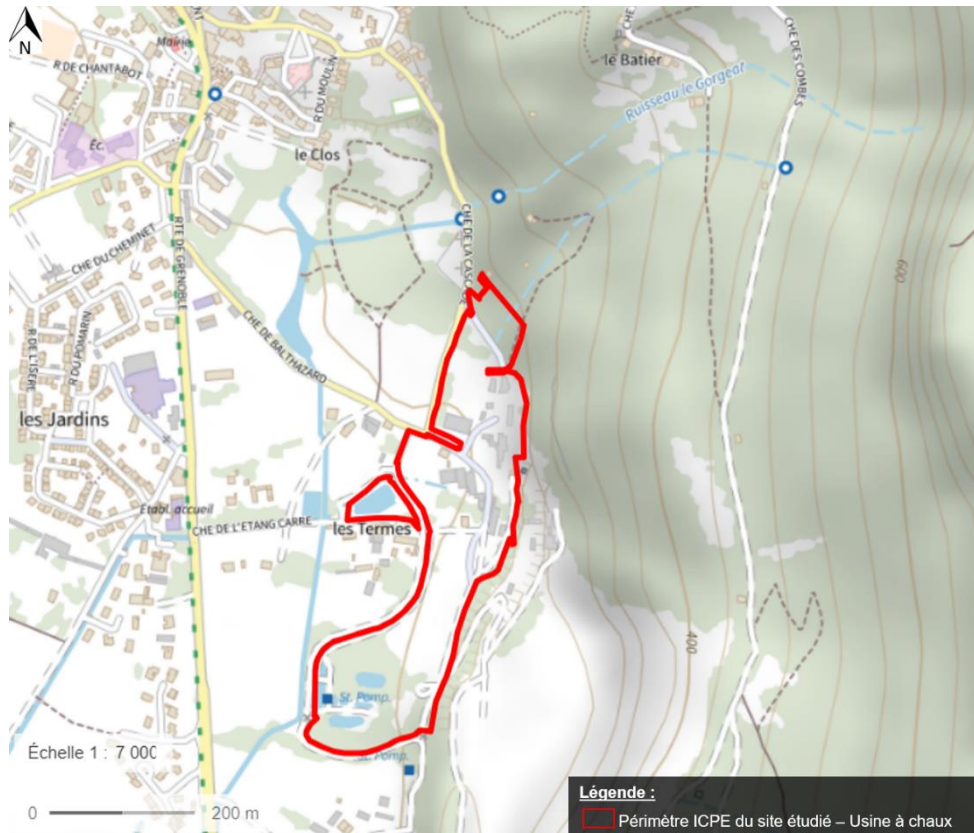 N
Mairie
R DE CHANTABOT
R DU MOULIN
Éc.
le Clos
le Batier
Ruisseau le Gorgeat
CHE DES COMBES
CHE DU CHEMINET
RTE DE GRENOBLE
CHE DE LA CASC
R DE L'ISERE
R DU POMARIN
CHE DE BALTHAZARD
les Jardins
Etabl. accueil
CHE DE L'ETANG CARRE
les Termes
600
400
St. Pomp.
Pomp.
Échelle 1 : 7 000
0 200 m
Légende :
Périmètre ICPE du site étudié – Usine à chaux